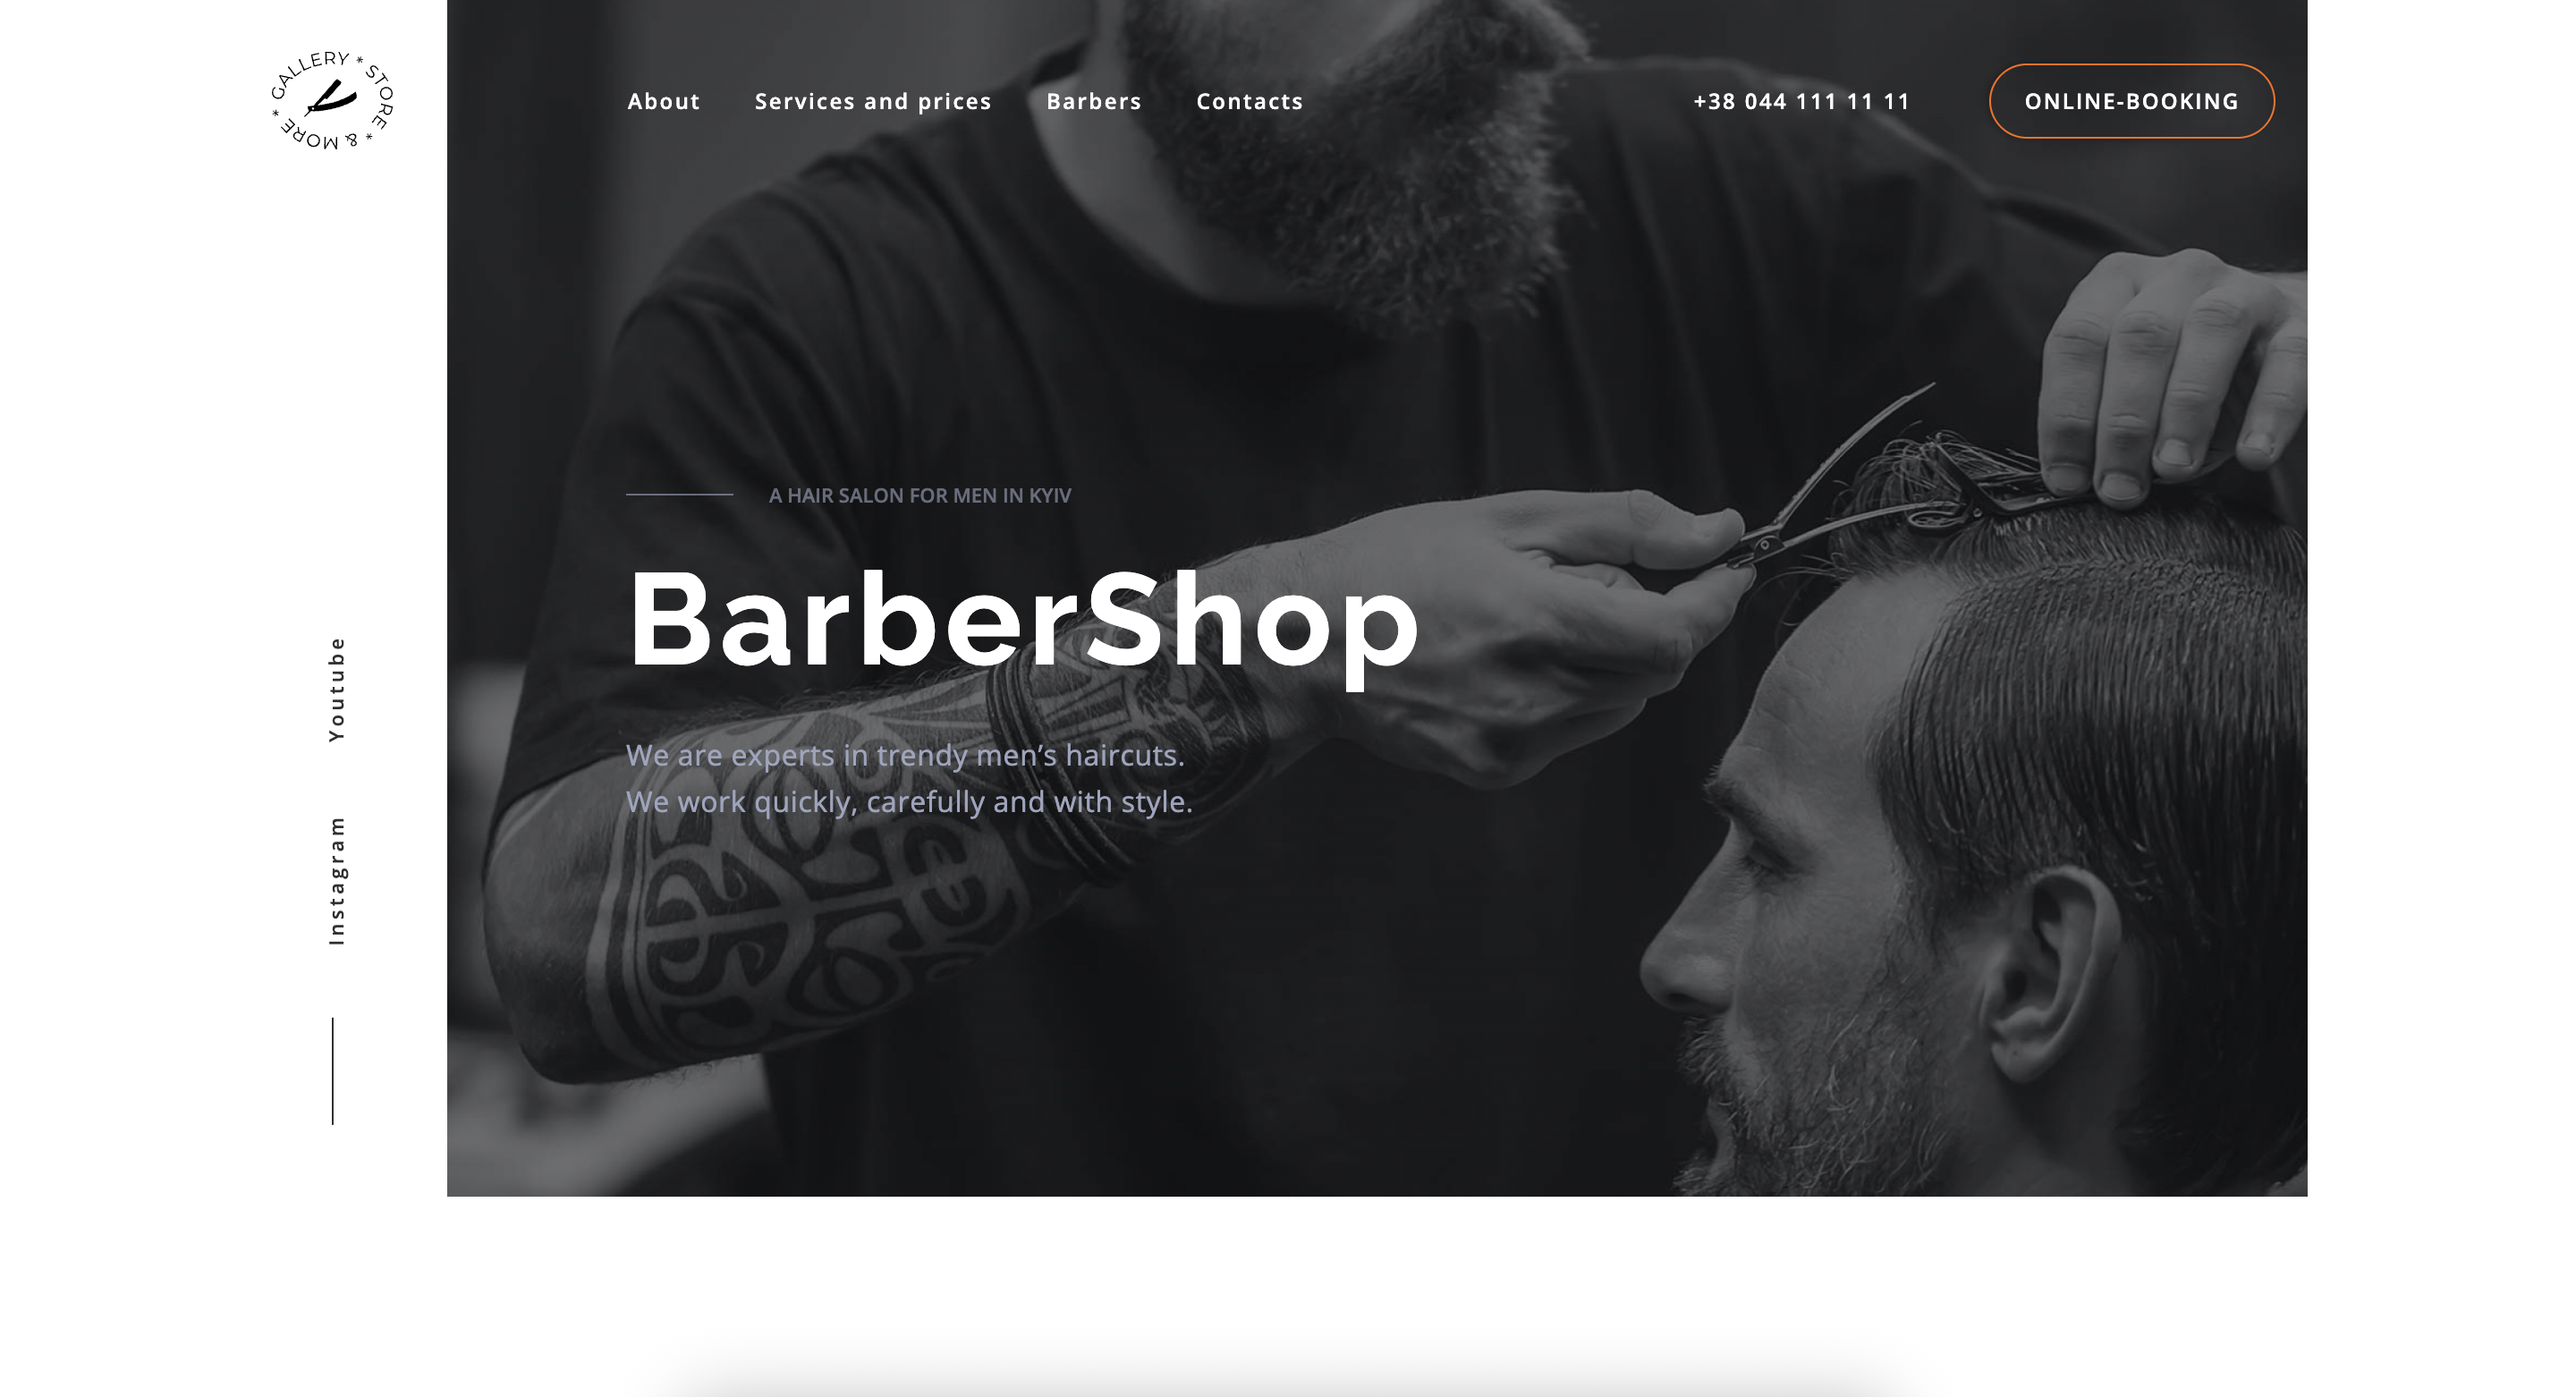 GALLERY * STORE * & MORE *
About
Services and prices
Barbers
Contacts
+38 044 111 11 11
ONLINE-BOOKING
A HAIR SALON FOR MEN IN KYIV
BarberShop
We are experts in trendy men’s haircuts.
We work quickly, carefully and with style.
Youtube
Instagram